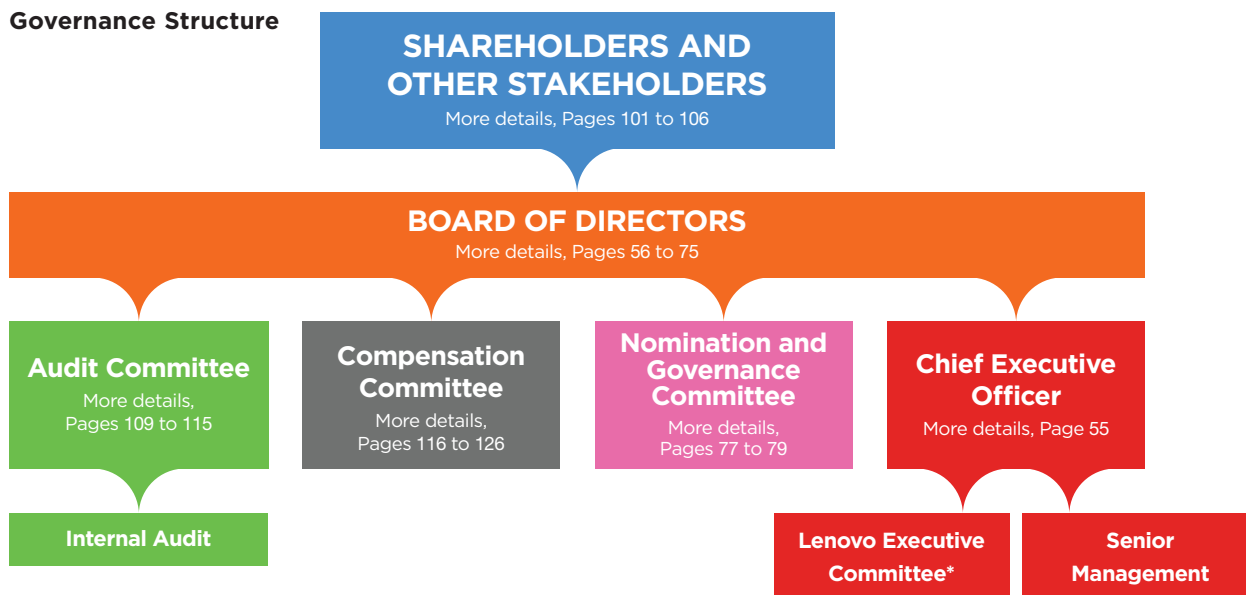 Governance Structure
SHAREHOLDERS AND
OTHER STAKEHOLDERS
More details, Pages 101 to 106
BOARD OF DIRECTORS
More details, Pages 56 to 75
Audit Committee
More details,
Pages 109 to 115
Compensation
Committee
More details,
Pages 116 to 126
Nomination and
Governance
Committee
More details,
Pages 77 to 79
Chief Executive
Officer
More details, Page 55
Internal Audit
Lenovo Executive
Committee*
Senior
Management